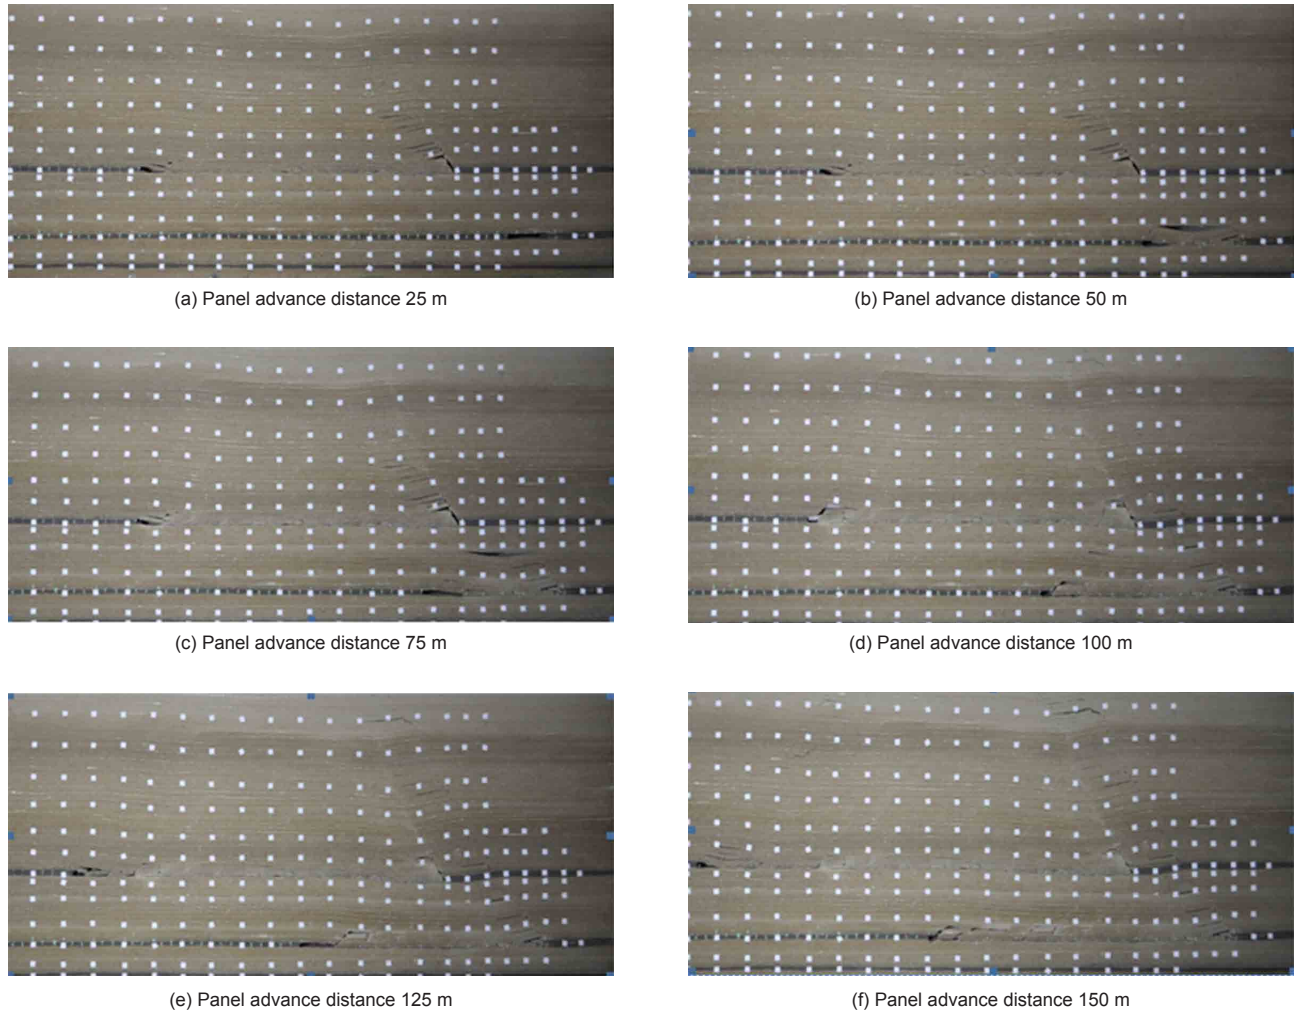 (a) Panel advance distance 25 m
(b) Panel advance distance 50 m
(c) Panel advance distance 75 m
(d) Panel advance distance 100 m
(e) Panel advance distance 125 m
(f) Panel advance distance 150 m